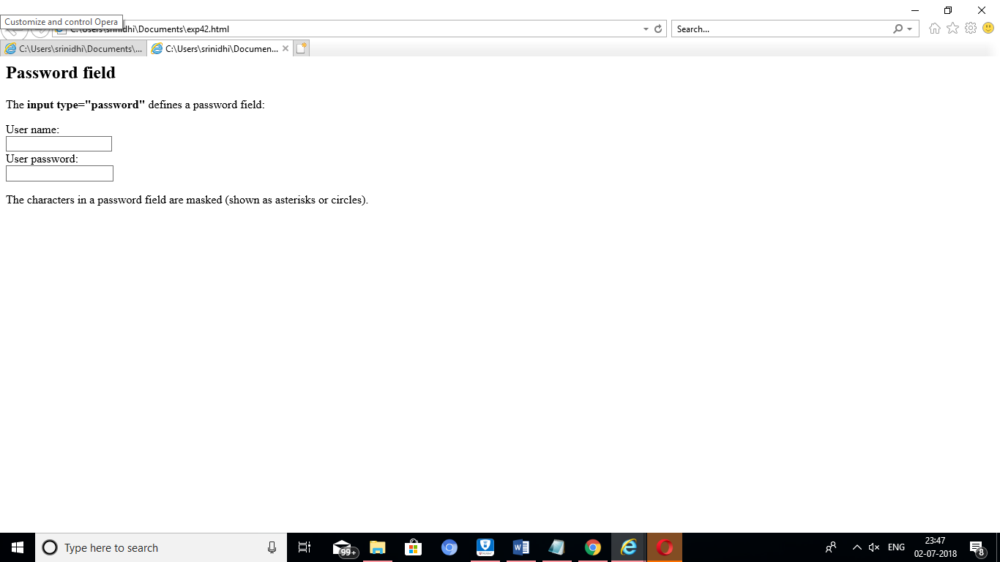 Customize and control Opera
C:\Users\srinidhi\Documents\exp42.html
Search...
C:\Users\srinidhi\Documents\...
C:\Users\srinidhi\Documen...
Password field
The input type="password" defines a password field:
User name:
User password:
The characters in a password field are masked (shown as asterisks or circles).
Type here to search
99+
W
ENG
23:47
02-07-2018
8